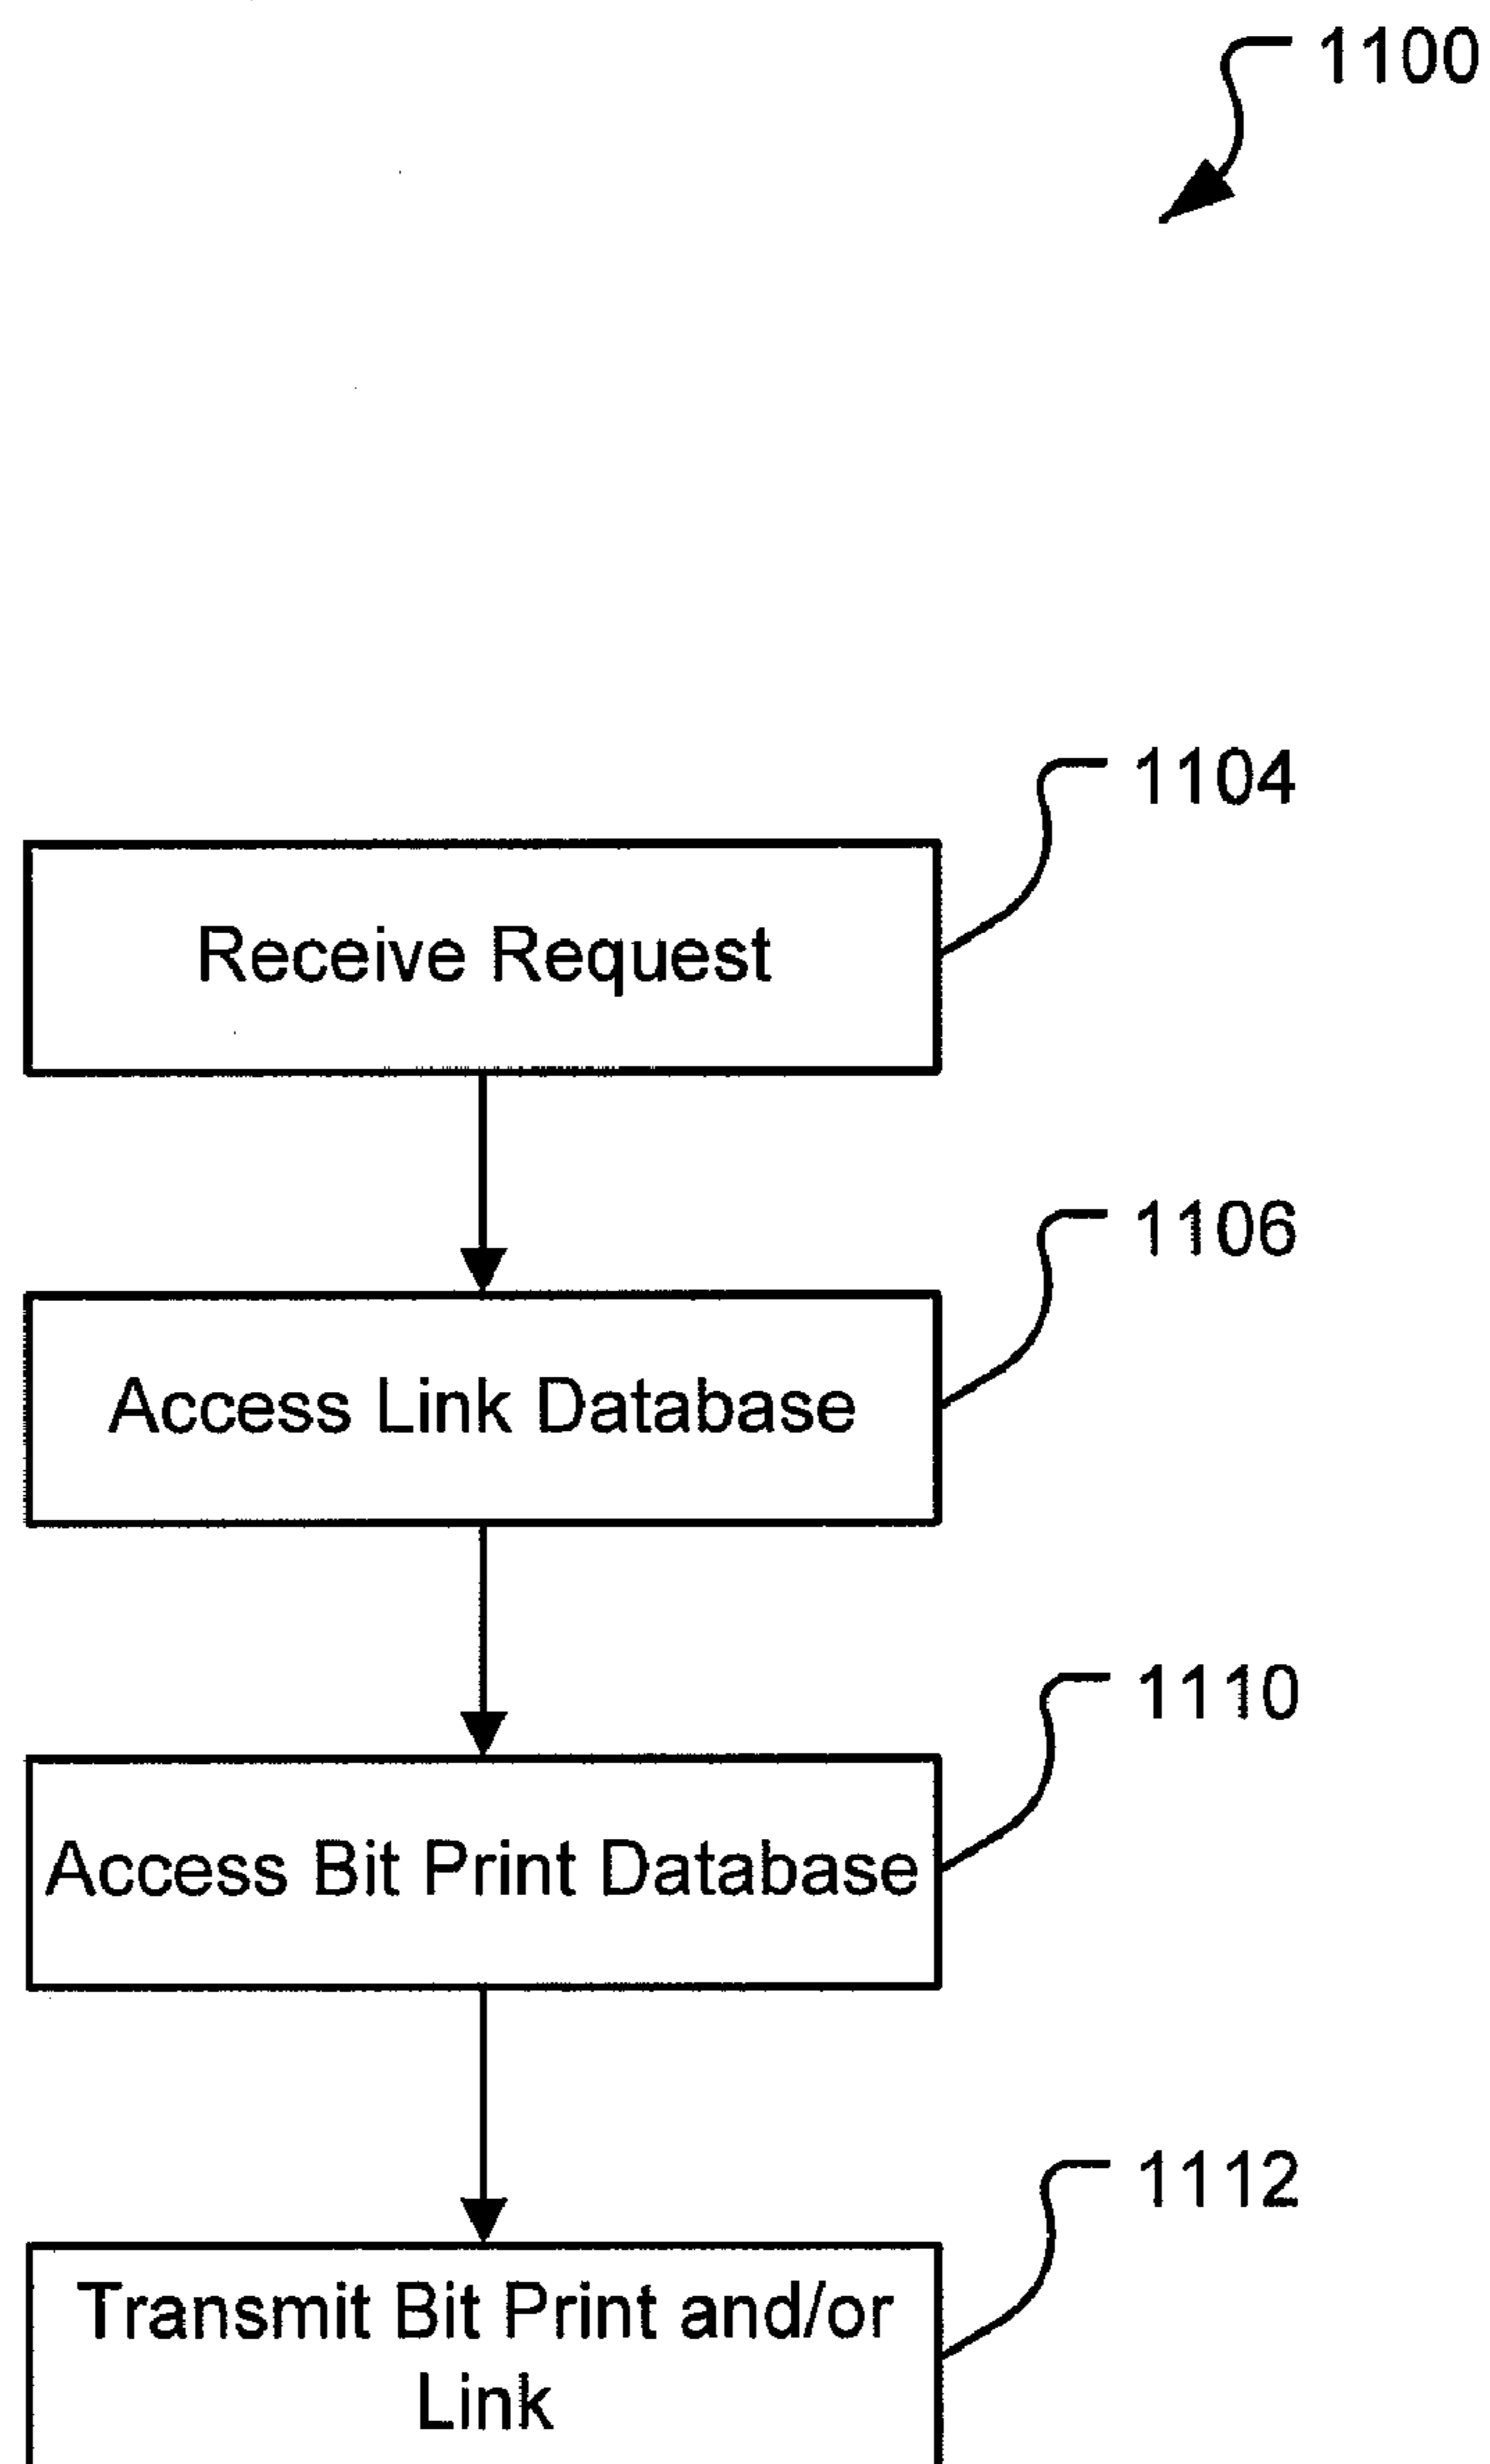 1100
1104
Receive Request
1106
Access Link Database
1110
Access Bit Print Database
1112
Transmit Bit Print and/or
Link